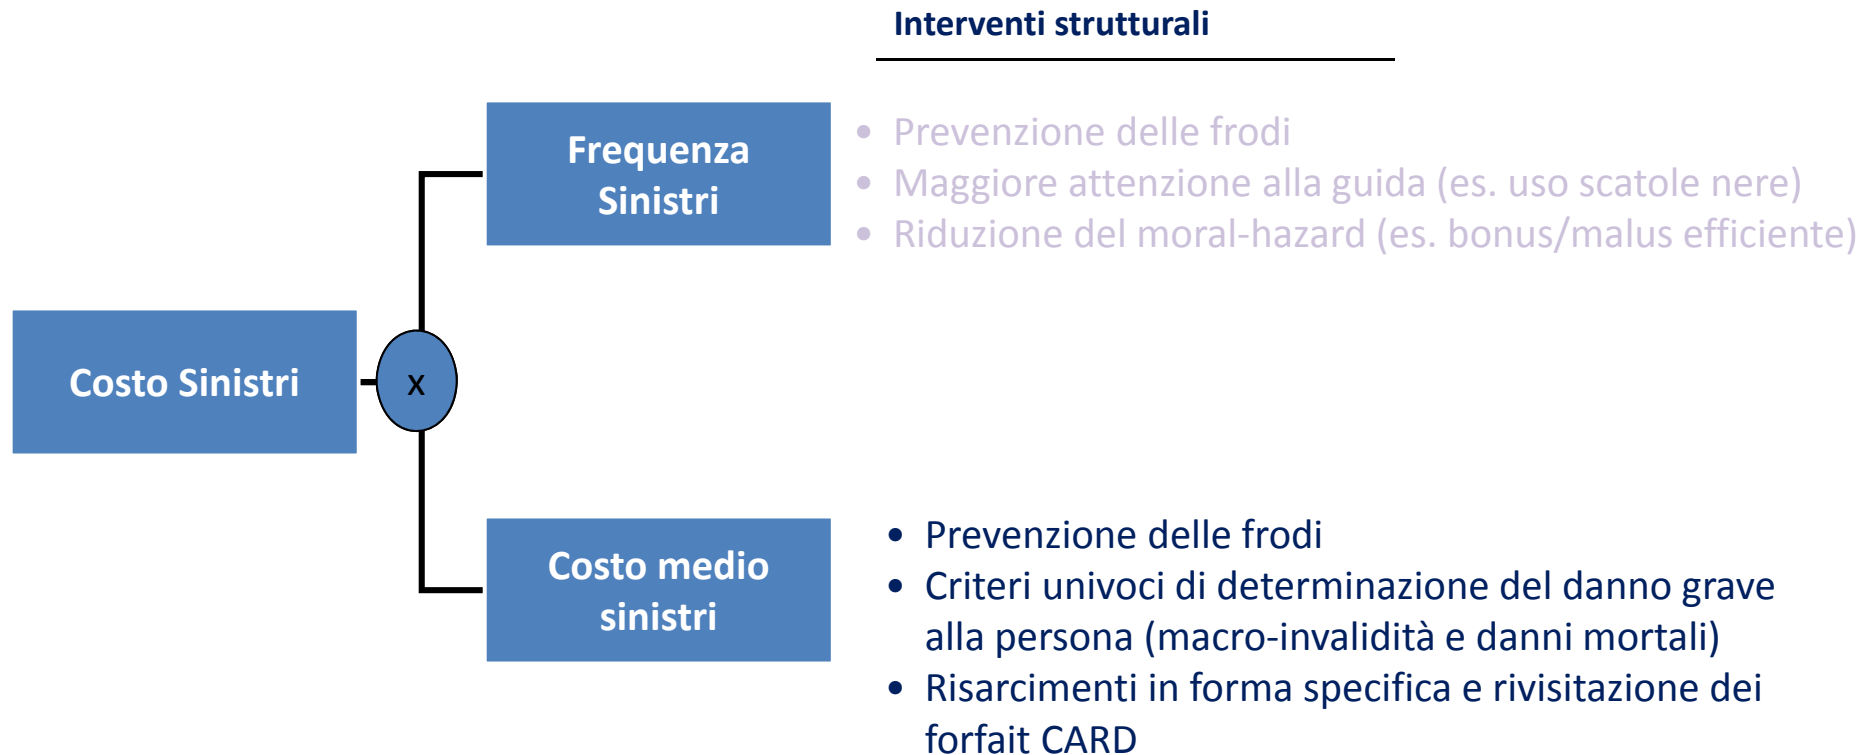 Interventi strutturali
Frequenza
Sinistri
• Prevenzione delle frodi
• Maggiore attenzione alla guida (es. uso scatole nere)
• Riduzione del moral-hazard (es. bonus/malus efficiente)
Costo Sinistri
x
Costo medio
sinistri
• Prevenzione delle frodi
• Criteri univoci di determinazione del danno grave
alla persona (macro-invalidità e danni mortali)
• Risarcimenti in forma specifica e rivisitazione dei
forfait CARD